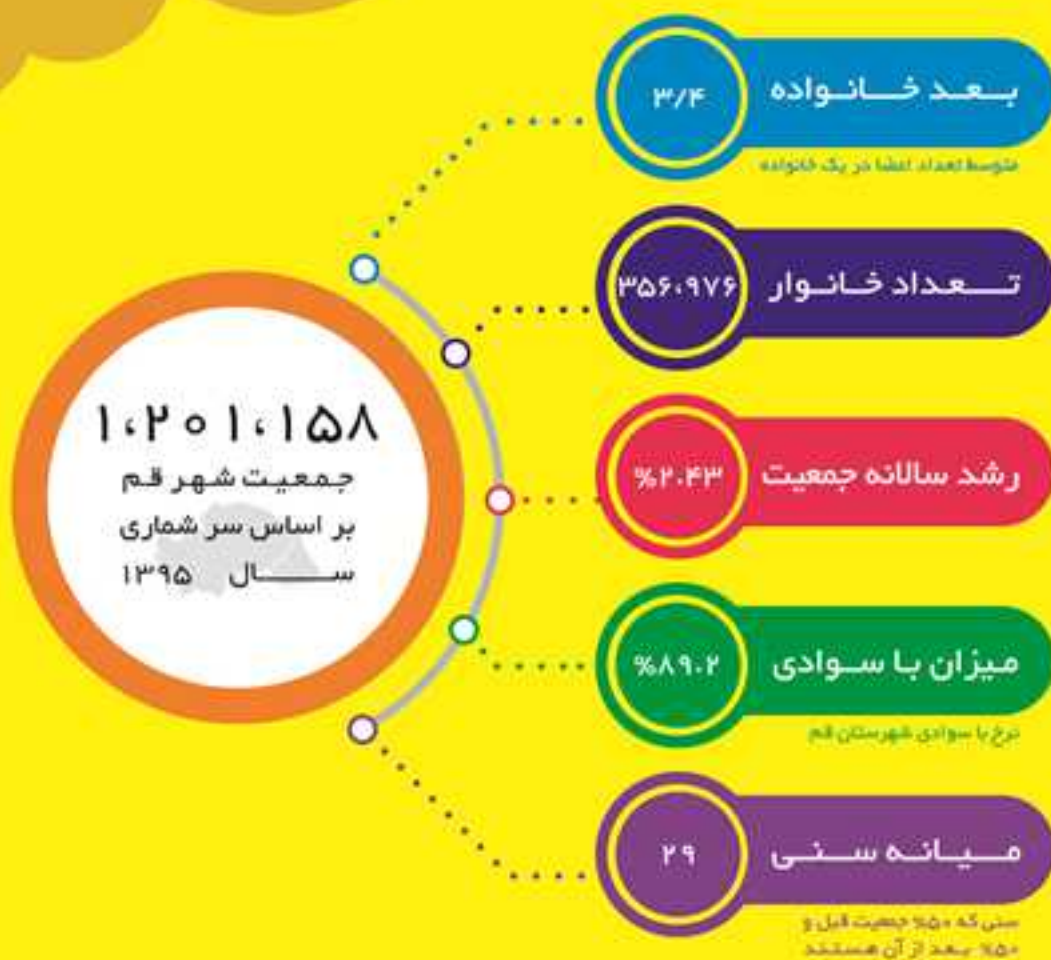 بعد خانواده
۳/۴
متوسط تعداد اعضا در یک خانواده
تعداد خانوار
۳۵۶،۹۷۶
رشد سالانه جمعیت
%۲.۴۳
میزان با سوادی
%۸۹.۲
نرخ با سوادی شهرستان قم
میانه سنی
۲۹
سنی که ۵۰% جمعیت قبل و
۵۰% بعد از آن هستند
۱،۲۰۱،۱۵۸
جمعیت شهر قم
بر اساس سر شماری
سال ۱۳۹۵